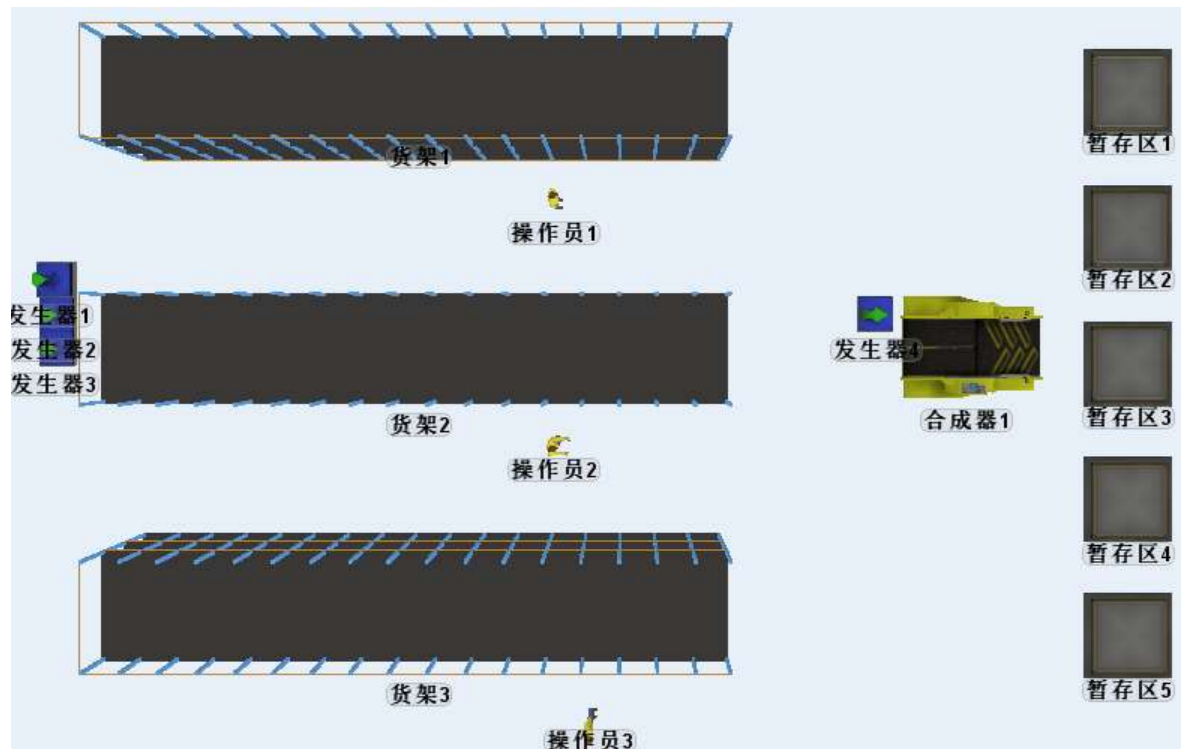 货架1
操作员1
暂存区1
暂存区2
发生器1
发生器2
发生器3
发生器4
货架2
合成器1
暂存区3
操作员2
暂存区4
货架3
暂存区5
操作员3